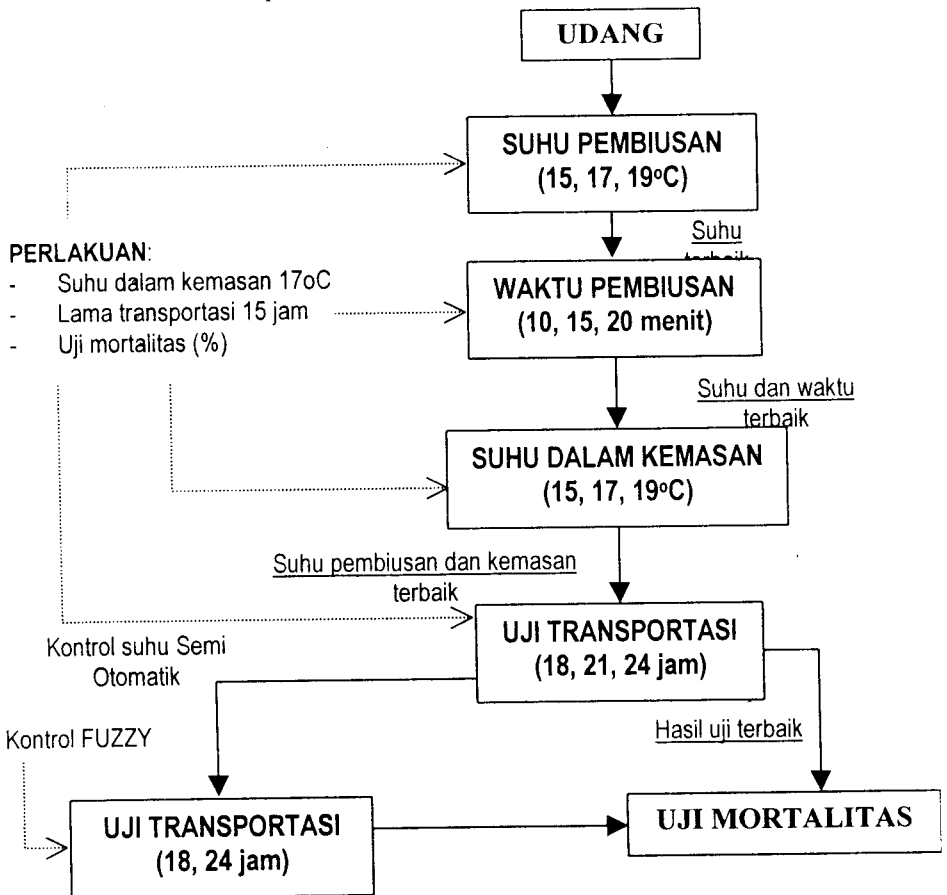 UDANG
SUHU PEMBIUSAN
(15, 17, 19ºC)
Suhu
terbaik
PERLAKUAN:
- Suhu dalam kemasan 17oC
- Lama transportasi 15 jam
- Uji mortalitas (%)
WAKTU PEMBIUSAN
(10, 15, 20 menit)
Suhu dan waktu
terbaik
SUHU DALAM KEMASAN
(15, 17, 19ºC)
Suhu pembiusan dan kemasan
terbaik
UJI TRANSPORTASI
(18, 21, 24 jam)
Kontrol suhu Semi
Otomatik
Hasil uji terbaik
Kontrol FUZZY
UJI TRANSPORTASI
(18, 24 jam)
UJI MORTALITAS